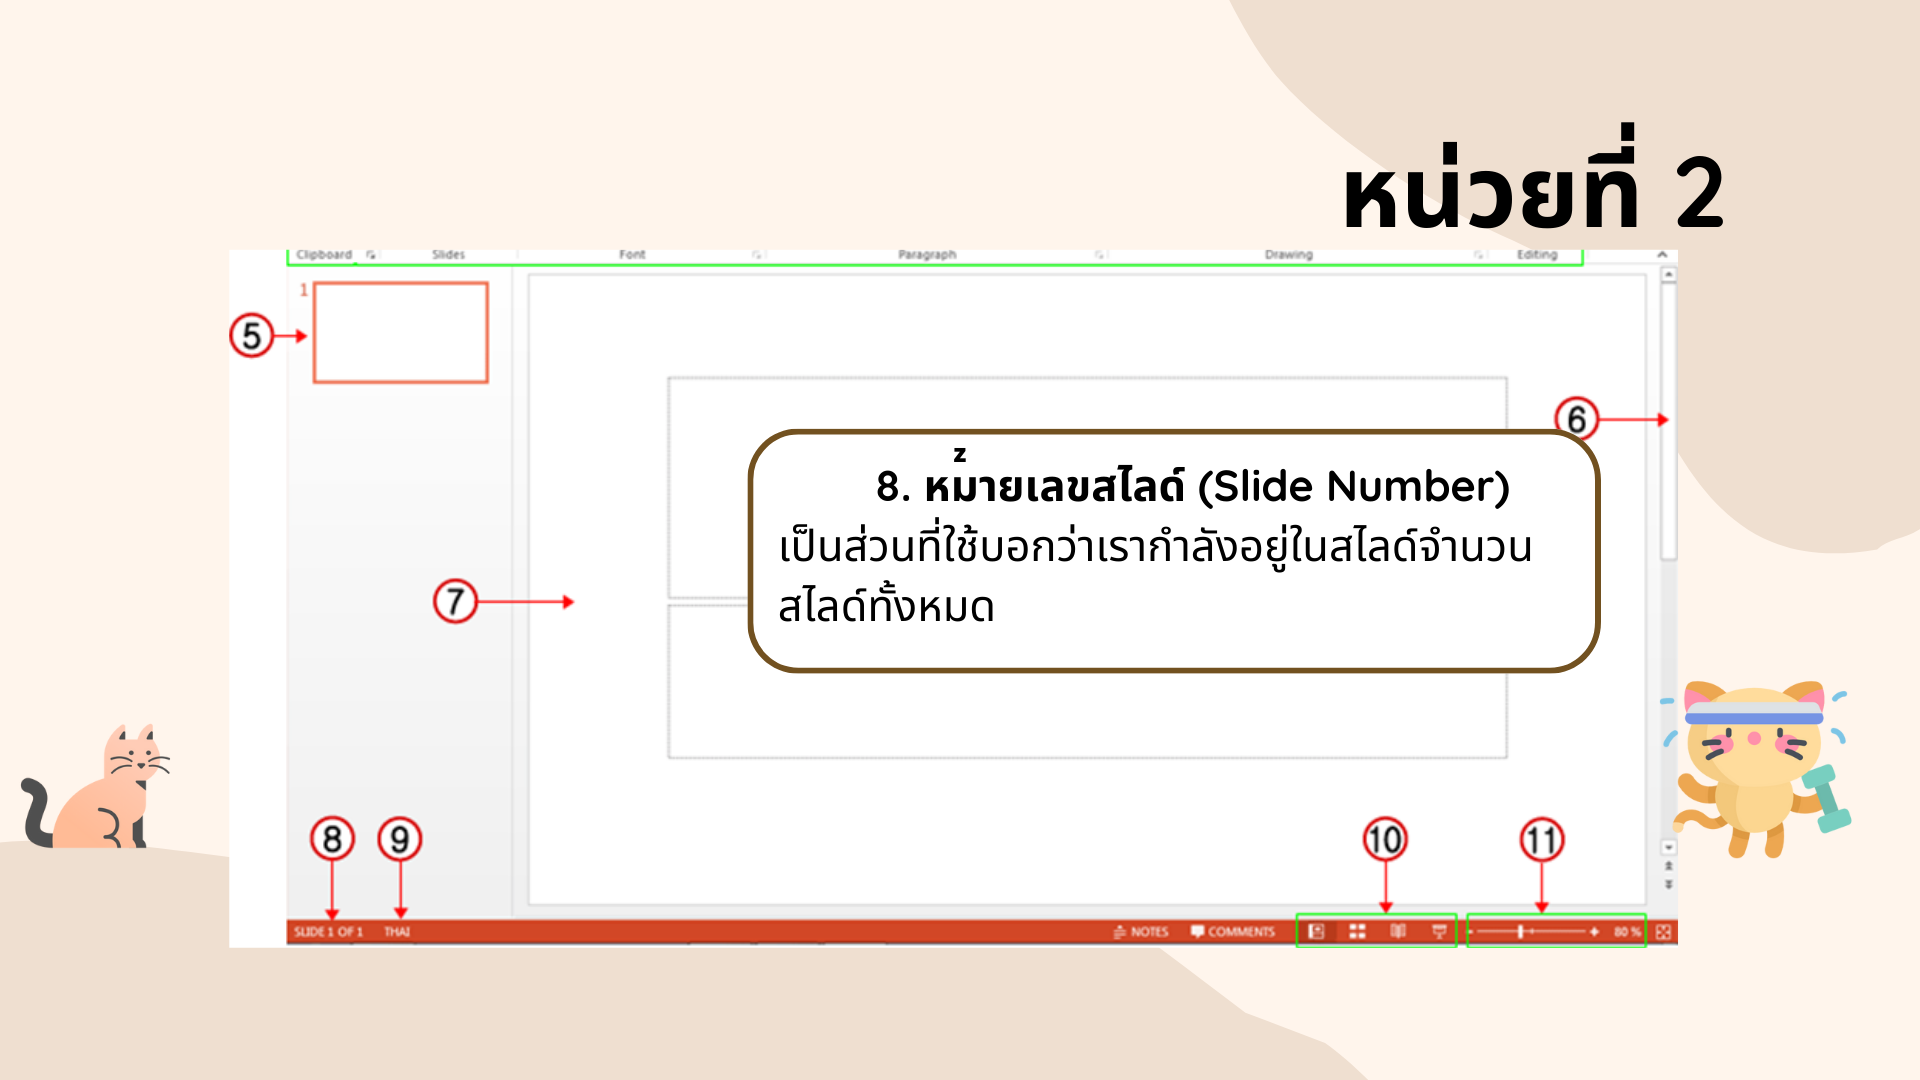 หน่วยที่ 2
Clipboard Slides Font Paragraph Drawing Editing
1
5
6
z
8. หมายเลขสไลด์ (Slide Number)
เป็นส่วนที่ใช้บอกว่าเรากำลังอยู่ในสไลด์จำนวน
สไลด์ทั้งหมด
7
8 9 10 11
SLIDE 1 OF 1 THAI NOTES COMMENTS 80 %